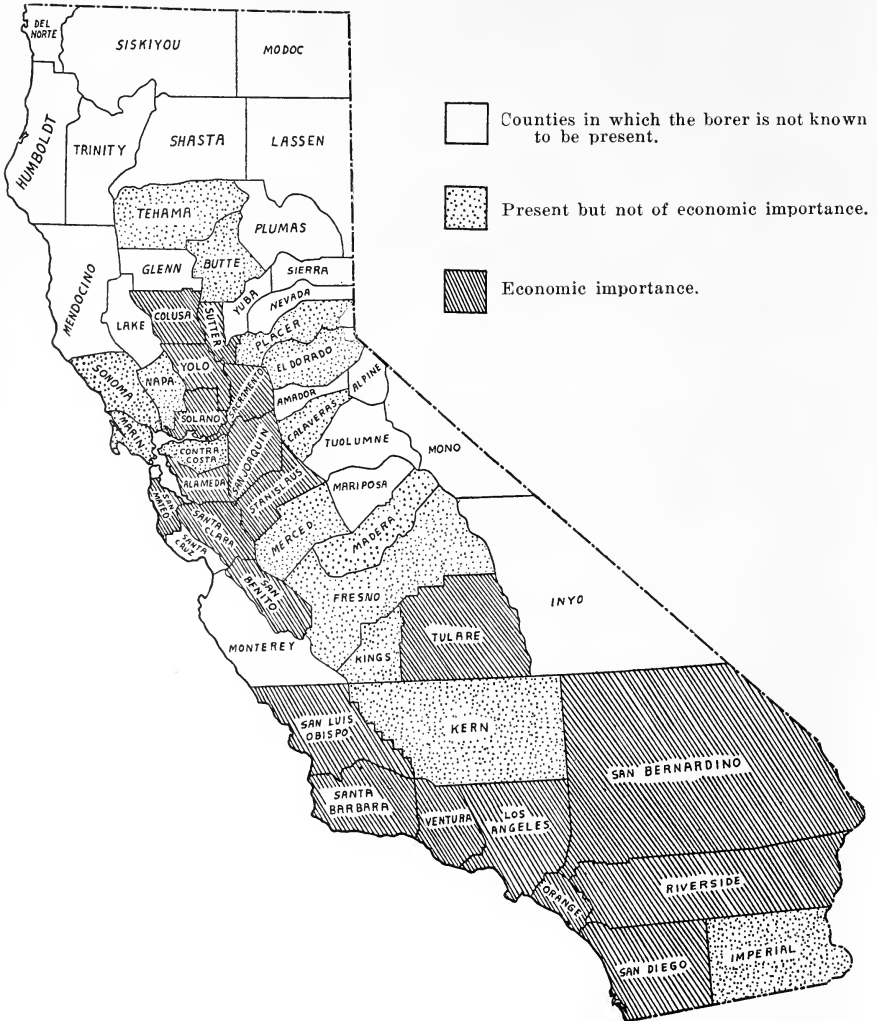 DEL
NORTE
SISKIYOU
MODOC
HUMBOLDT
TRINITY
SHASTA
LASSEN
Counties in which the borer is not known
to be present.
Present but not of economic importance.
Economic importance.
TEHAMA
PLUMAS
MENDOCINO
GLENN
BUTTE
SIERRA
YUBA
NEVADA
LAKE
COLUSA
SUTTER
PLACER
EL DORADO
SONOMA
NAPA
YOLO
SACRAMENTO
AMADOR
ALPINE
SOLANO
CALAVERAS
MARIN
TUOLUMNE
MONO
CONTRA
COSTA
SAN JOAQUIN
ALAMEDA
STANISLAUS
MARIPOSA
SAN
MATEO
SANTA
CLARA
SANTA
CRUZ
MERCED
MADERA
SAN
BENITO
FRESNO
INYO
MONTEREY
KINGS
TULARE
SAN LUIS
OBISPO
KERN
SAN BERNARDINO
SANTA
BARBARA
VENTURA
LOS
ANGELES
ORANGE
RIVERSIDE
SAN DIEGO
IMPERIAL